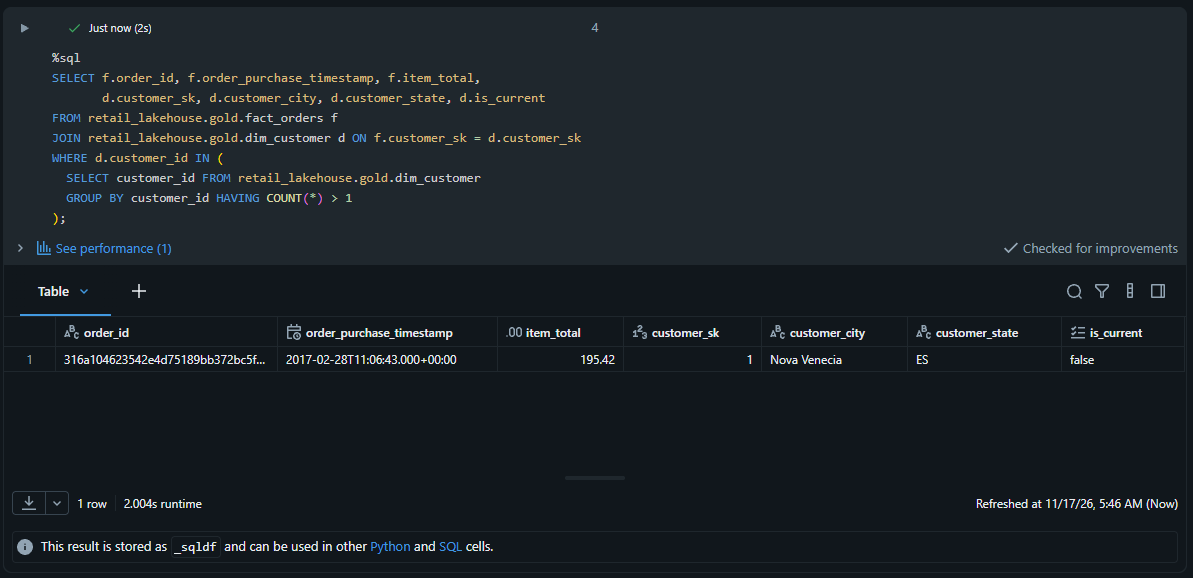 Just now (2s)
4
%sql
SELECT f.order_id, f.order_purchase_timestamp, f.item_total,
d.customer_sk, d.customer_city, d.customer_state, d.is_current
FROM retail_lakehouse.gold.fact_orders f
JOIN retail_lakehouse.gold.dim_customer d ON f.customer_sk = d.customer_sk
WHERE d.customer_id IN (
SELECT customer_id FROM retail_lakehouse.gold.dim_customer
GROUP BY customer_id HAVING COUNT(*) > 1
);
See performance (1)
Checked for improvements
Table
order_id order_purchase_timestamp .00 item_total customer_sk customer_city customer_state is_current
1 316a104623542e4d75189bb372bc5f... 2017-02-28T11:06:43.000+00:00 195.42 1 Nova Venecia ES false
1 row 2.004s runtime
Refreshed at 11/17/26, 5:46 AM (Now)
This result is stored as _sqldf and can be used in other Python and SQL cells.